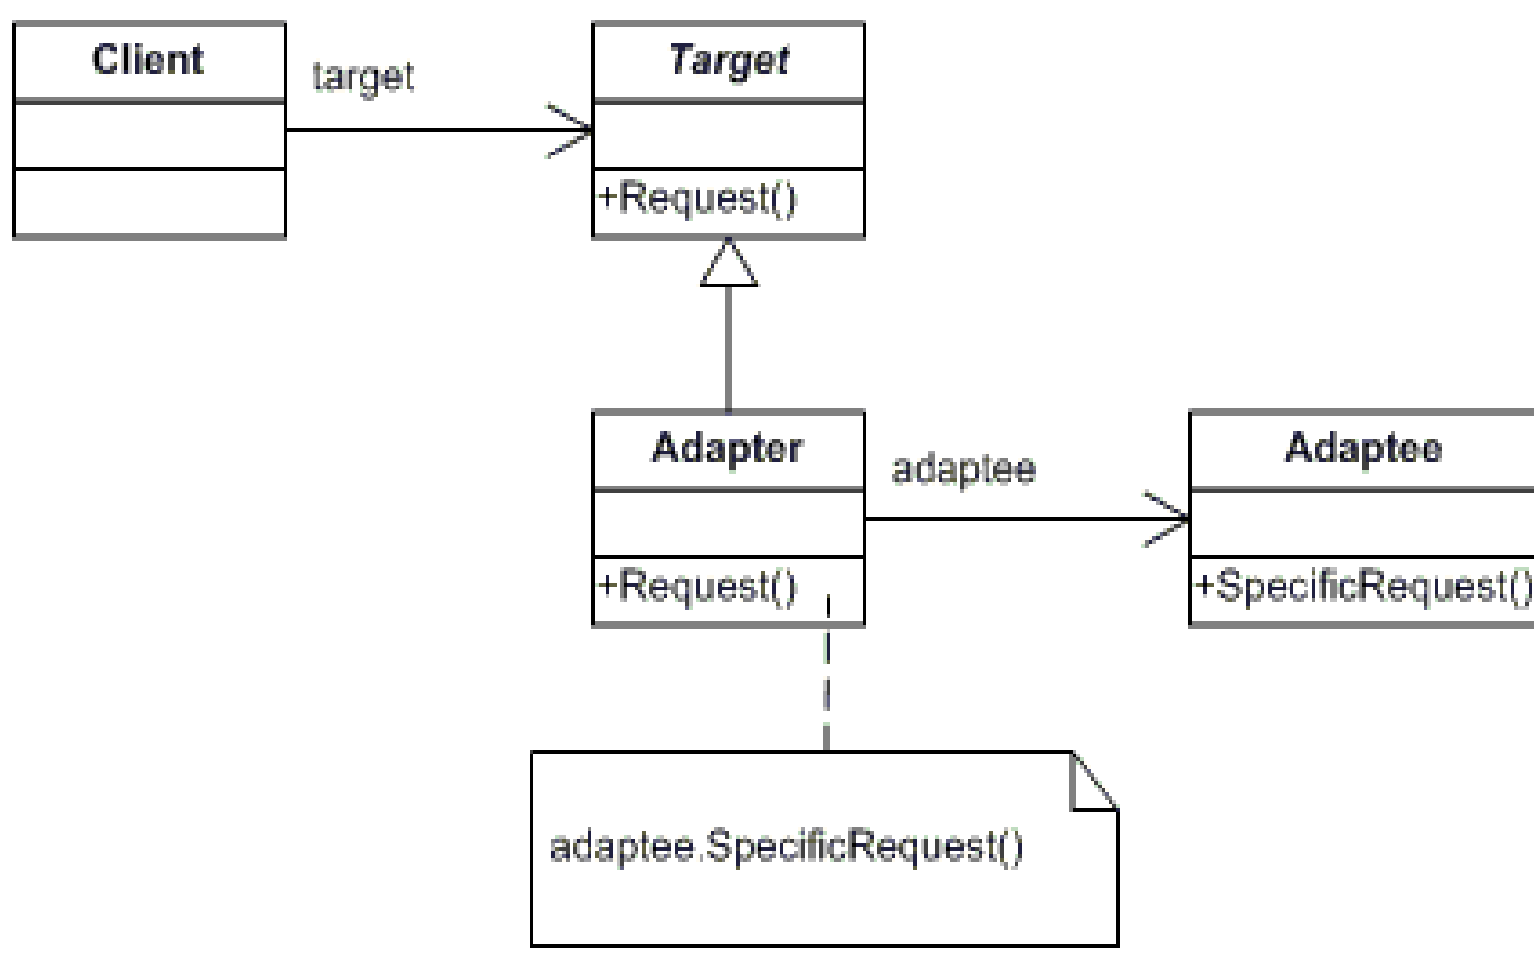 Client
target
Target
+Request()
Adapter
adaptee
Adaptee
+Request()
+SpecificRequest()
adaptee.SpecificRequest()